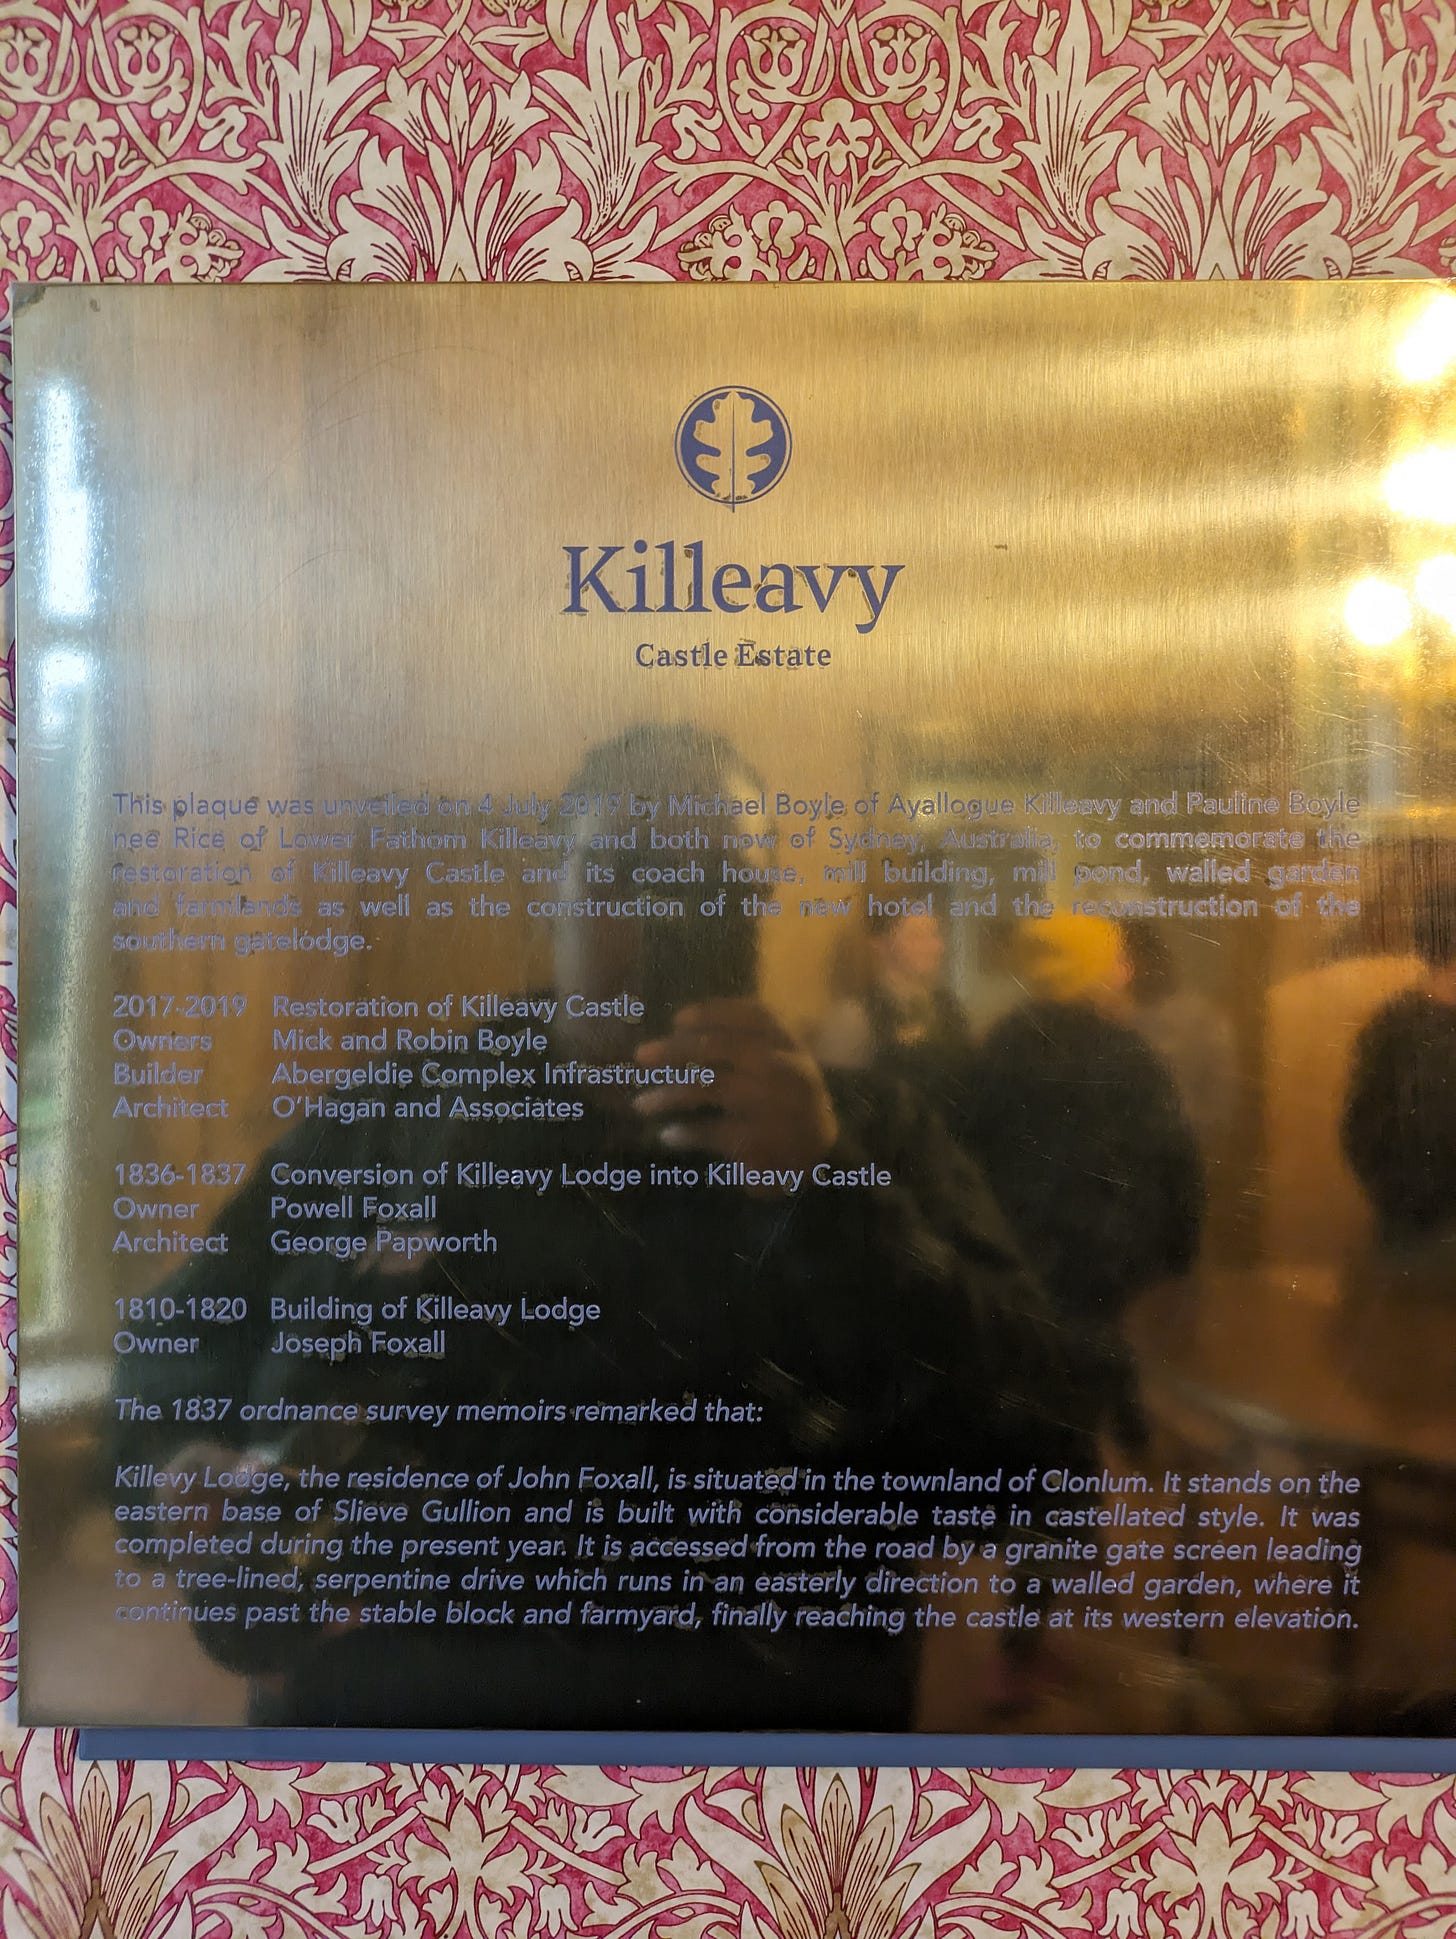 Killeavy
Castle Estate
This plaque was unveiled on 4 July 2019 by Michael Boyle of Ayallogue Killeavy and Pauline Boyle
nee Rice of Lower Fathom Killeavy and both now of Sydney, Australia, to commemorate the
restoration of Killeavy Castle and its coach house, mill building, mill pond, walled garden
and farmlands as well as the construction of the new hotel and the reconstruction of the
southern gatelodge.
2017-2019 Restoration of Killeavy Castle
Owners Mick and Robin Boyle
Builder Abergeldie Complex Infrastructure
Architect O'Hagan and Associates
1836-1837 Conversion of Killeavy Lodge into Killeavy Castle
Owner Powell Foxall
Architect George Papworth
1810-1820 Building of Killeavy Lodge
Owner Joseph Foxall
The 1837 ordnance survey memoirs remarked that:
Killevy Lodge, the residence of John Foxall, is situated in the townland of Clonlum. It stands on the
eastern base of Slieve Gullion and is built with considerable taste in castellated style. It was
completed during the present year. It is accessed from the road by a granite gate screen leading
to a tree-lined, serpentine drive which runs in an easterly direction to a walled garden, where it
continues past the stable block and farmyard, finally reaching the castle at its western elevation.